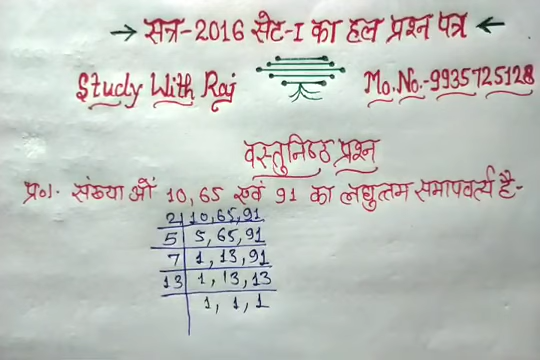 → सत्र-2016 सेट-I का हल प्रश्न पत्र ←
Study With Raj Mo.No.-9935725128
वस्तुनिष्ठ प्रश्न
प्र०1. संख्याओं 10, 65 एवं 91 का लघुत्तम समापवर्त्य है-
2 | 10, 65, 91
5 | 5, 65, 91
7 | 1, 13, 91
13 | 1, 13, 13
| 1, 1, 1